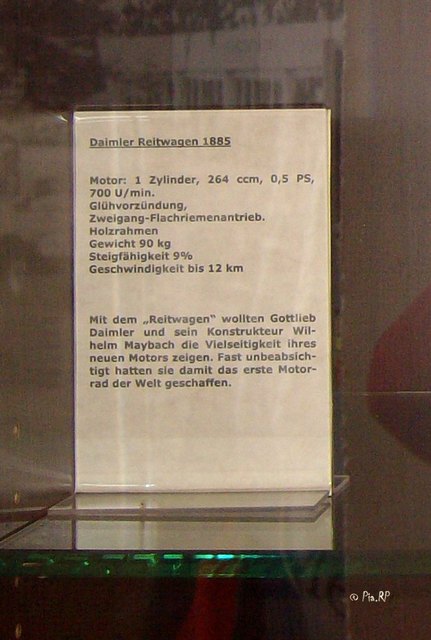 Daimler Reitwagen 1885
Motor: 1 Zylinder, 264 ccm, 0,5 PS,
700 U/min.
Glühvorzündung,
Zweigang-Flachriemenantrieb.
Holzrahmen
Gewicht 90 kg
Steigfähigkeit 9%
Geschwindigkeit bis 12 km
Mit dem „Reitwagen" wollten Gottlieb
Daimler und sein Konstrukteur Wil-
helm Maybach die Vielseitigkeit ihres
neuen Motors zeigen. Fast unbeabsich-
tigt hatten sie damit das erste Motor-
rad der Welt geschaffen.
© Pia.RP